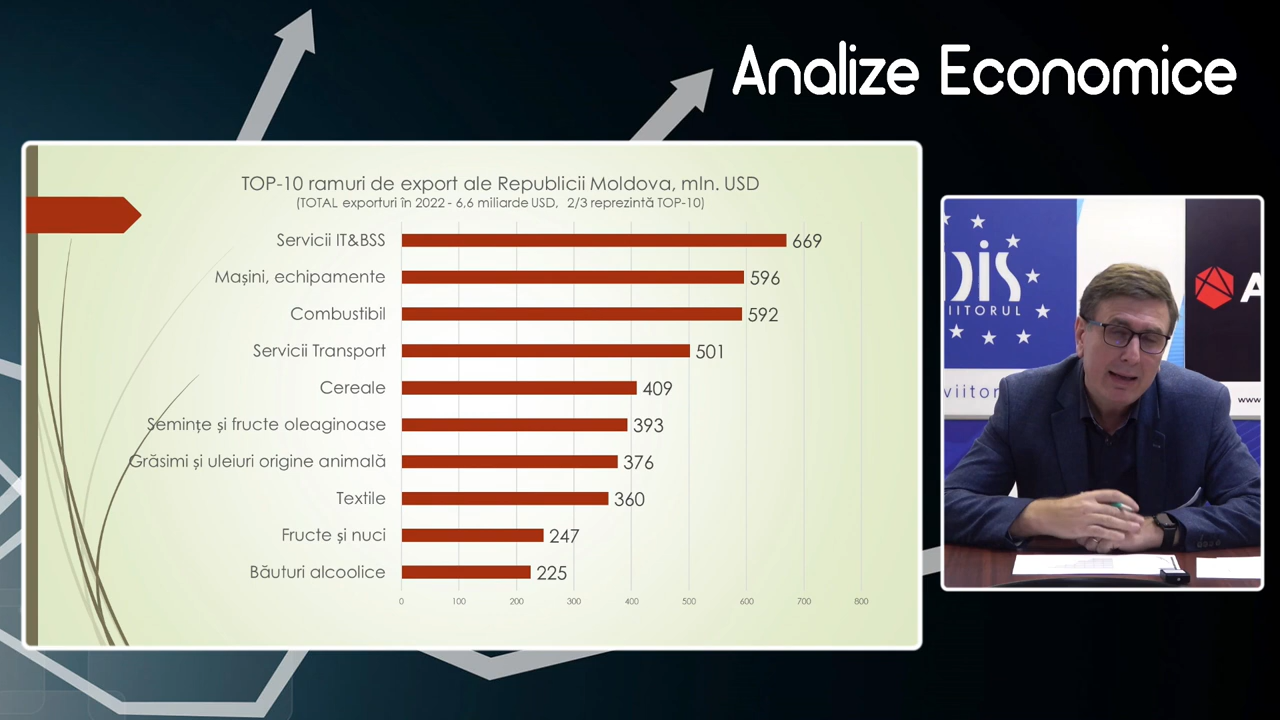 Analize Economice
TOP-10 ramuri de export ale Republicii Moldova, mln. USD
(TOTAL exporturi în 2022 - 6,6 miliarde USD, 2/3 reprezintă TOP-10)
Servicii IT&BSS 669
Mașini, echipamente 596
Combustibil 592
Servicii Transport 501
Cereale 409
Semințe și fructe oleaginoase 393
Grăsimi și uleiuri origine animală 376
Textile 360
Fructe și nuci 247
Băuturi alcoolice 225
0 100 200 300 400 500 600 700 800
DIS
IITORUL
viitor
A
www